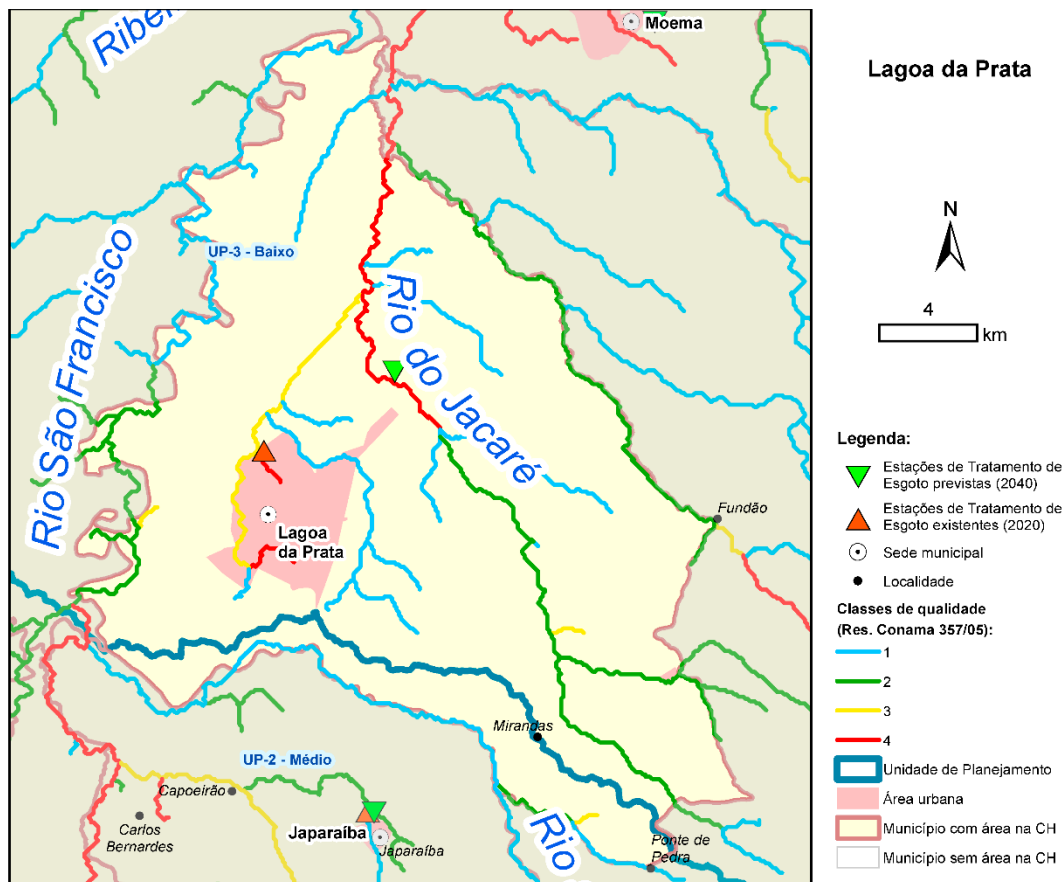 Ribei
Moema
Lagoa da Prata
N
4
km
UP-3 - Baixo
Rio São Francisco
Rio do Jacaré
Fundão
Lagoa
da Prata
Mirandas
UP-2 - Médio
Capoeirão
Carlos
Bernardes
Japaraíba
Japaraíba
Rio
Ponte de
Pedra
Legenda:
Estações de Tratamento de
Esgoto previstas (2040)
Estações de Tratamento de
Esgoto existentes (2020)
Sede municipal
Localidade
Classes de qualidade
(Res. Conama 357/05):
1
2
3
4
Unidade de Planejamento
Área urbana
Município com área na CH
Município sem área na CH